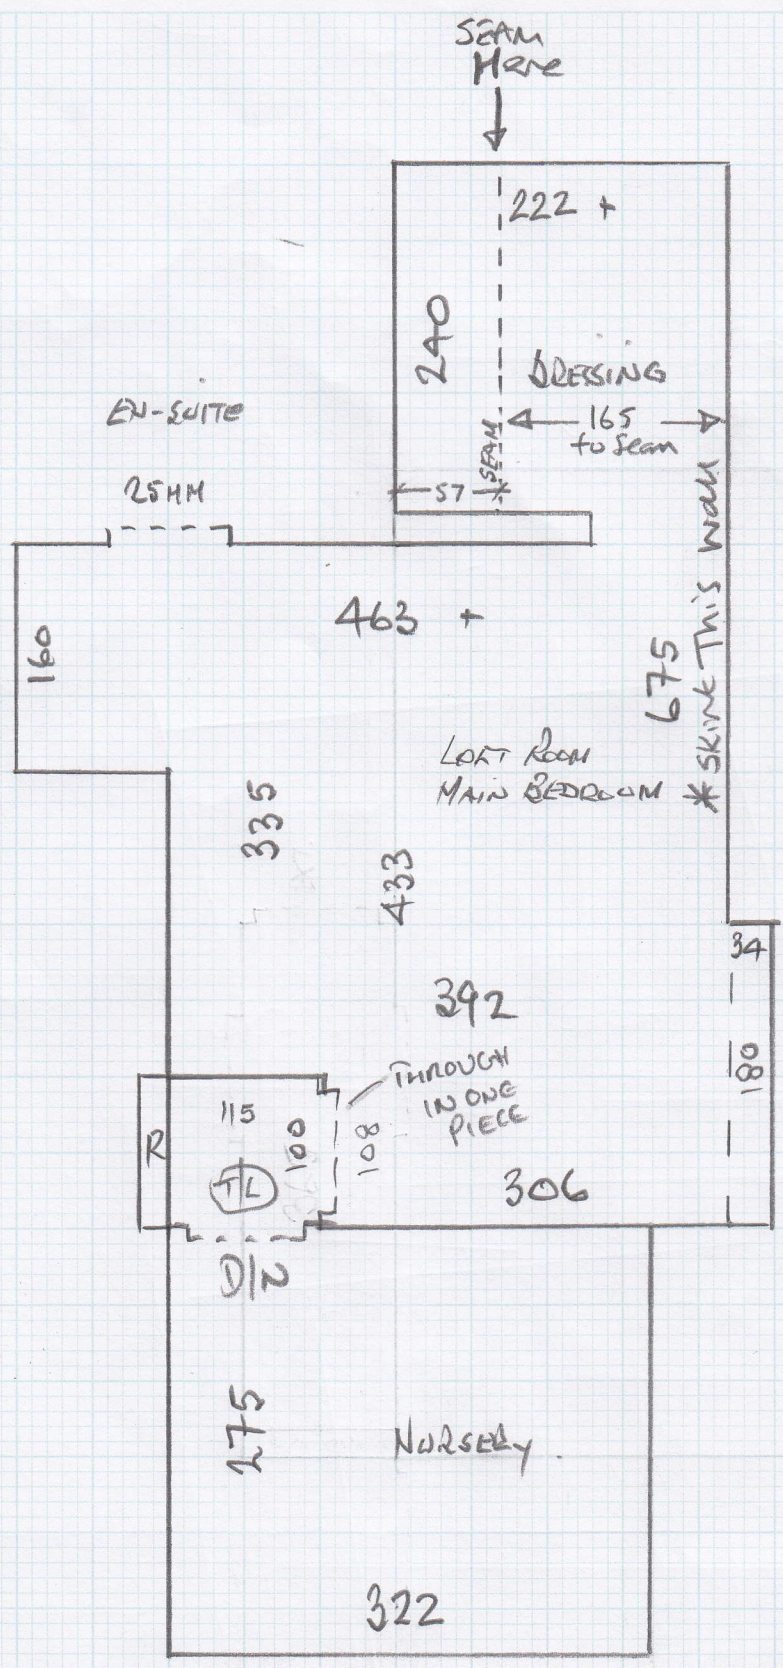 SEAM
Here
222 +
240
DRESSING
165
to Seam
SEAM
57
EN-SUITE
25MM
463 +
160
675
* SKINK This wall
LOFT ROOM
MAIN BEDROOM
335
433
34
392
180
THROUGH
IN ONE
PIECE
115
100
108
R
T/L
306
D/2
275
NURSERY
322